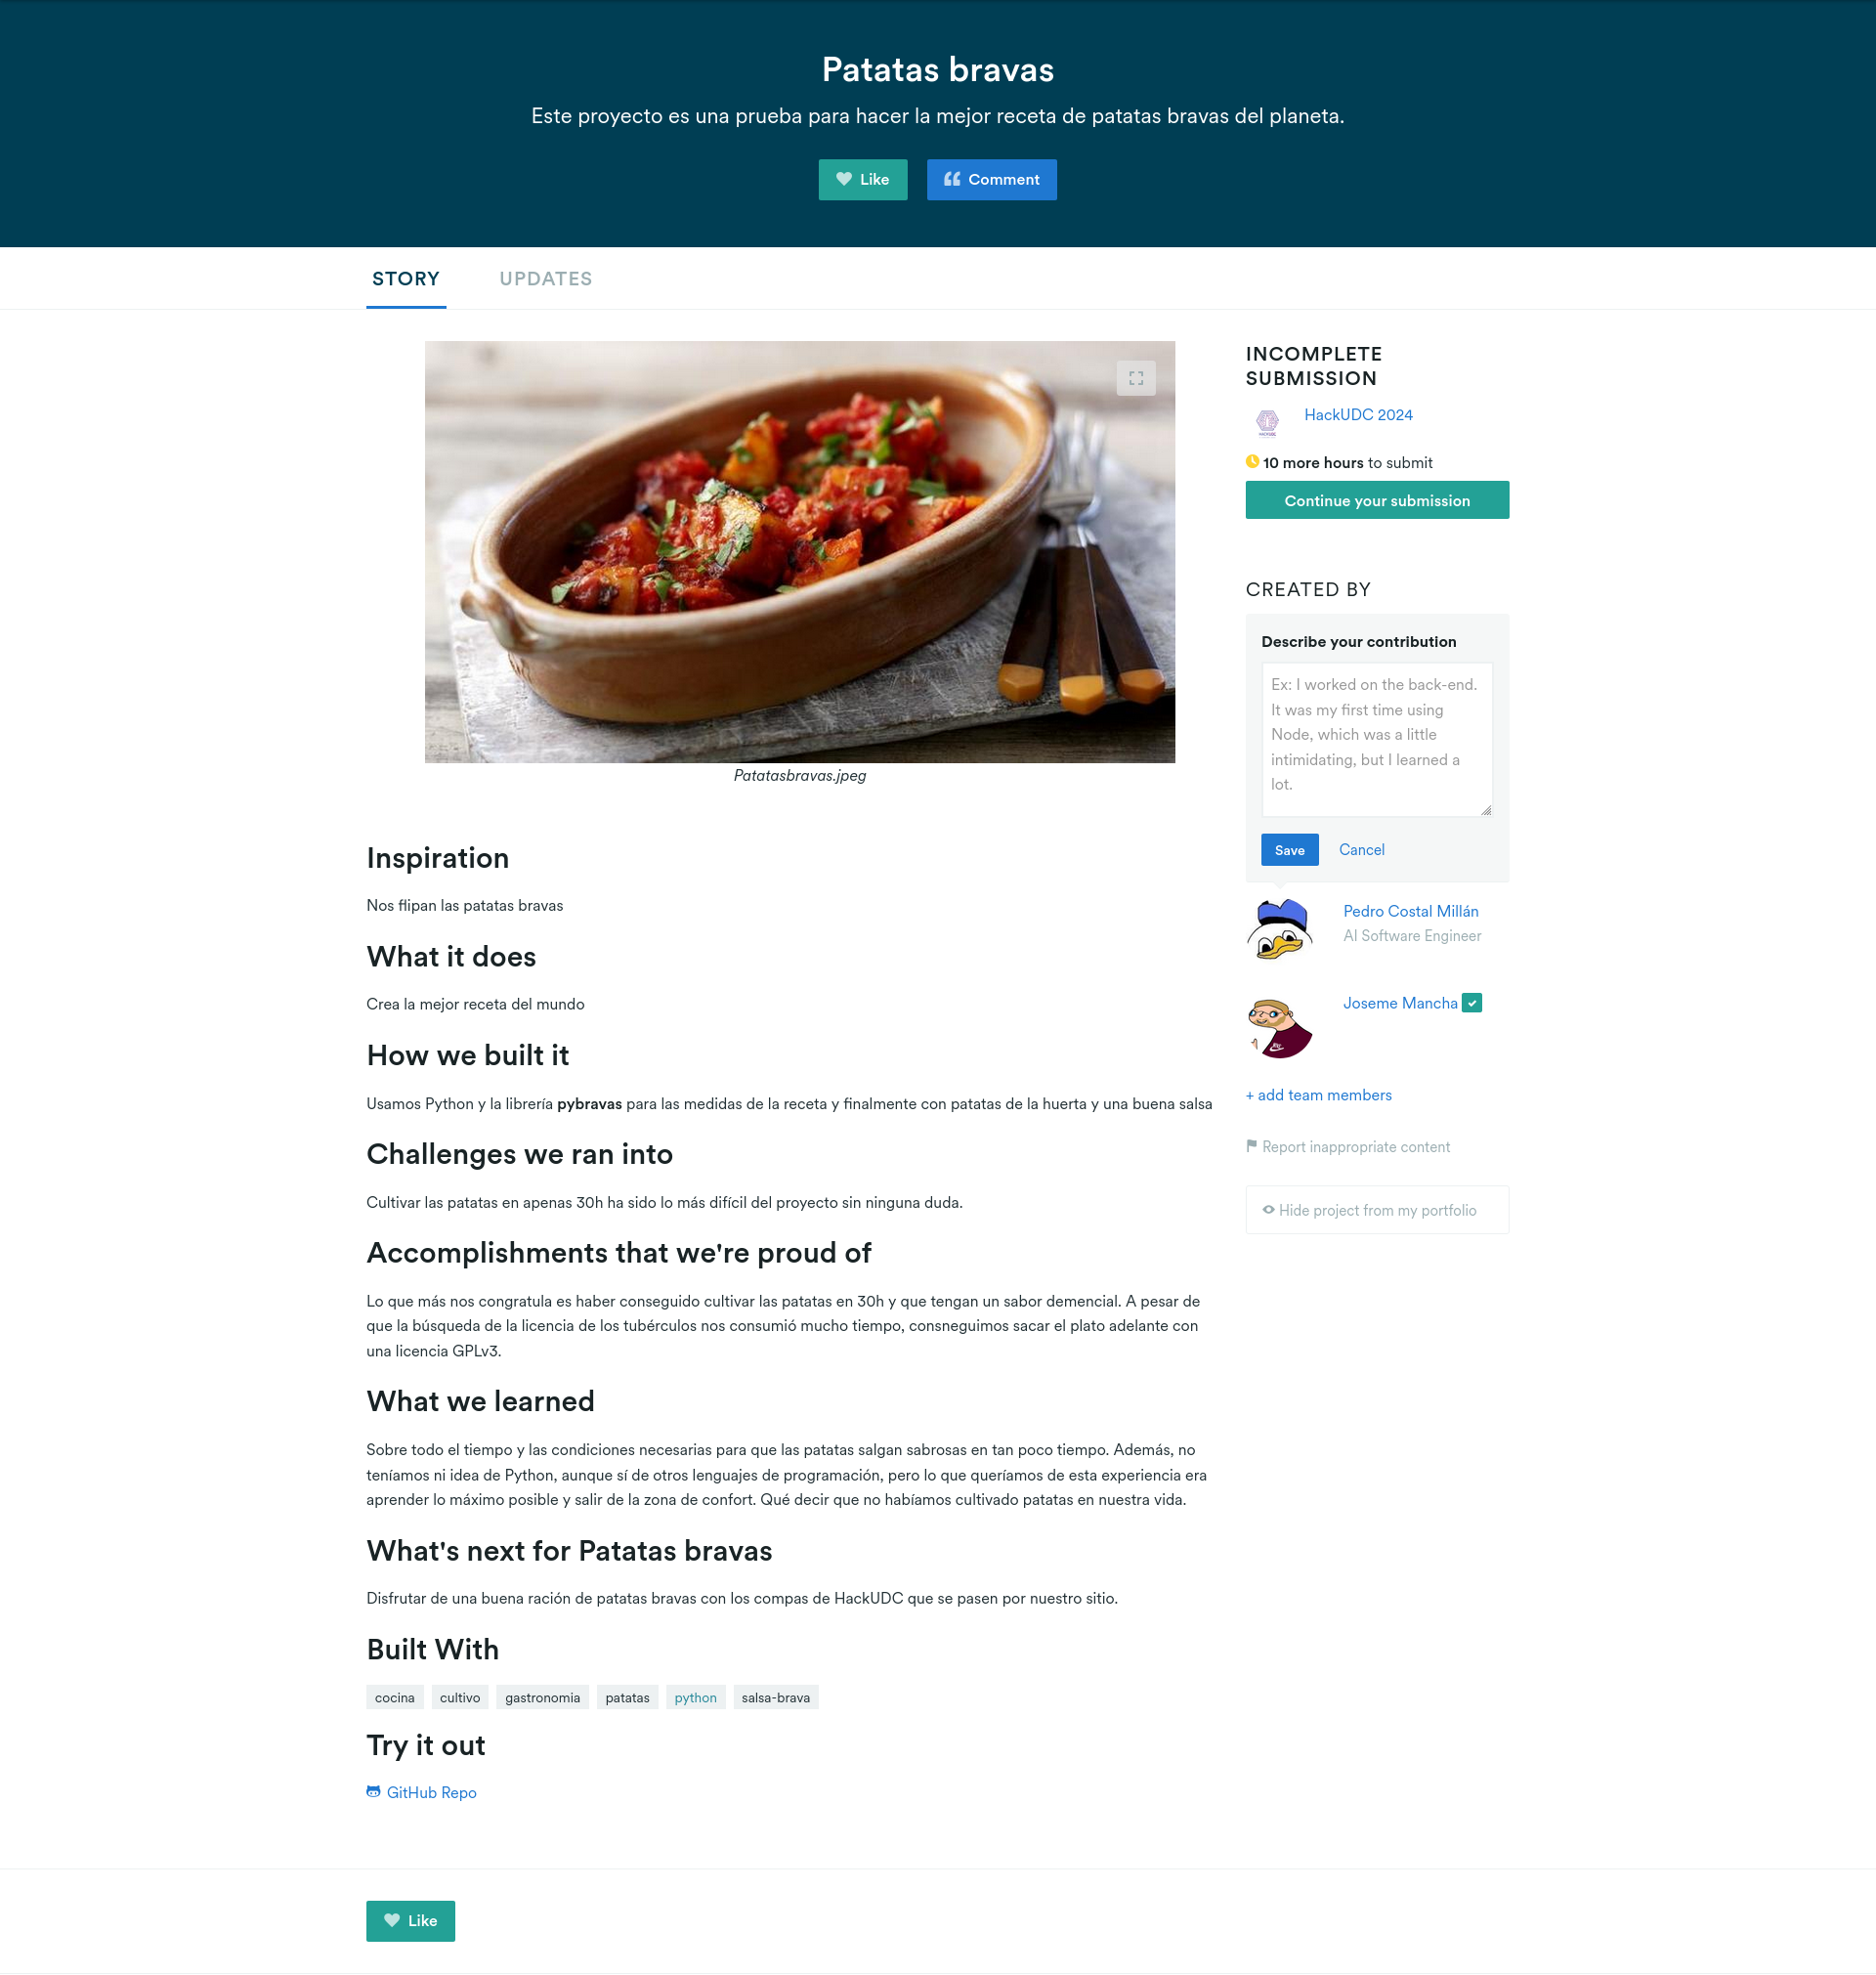 Patatas bravas
Este proyecto es una prueba para hacer la mejor receta de patatas bravas del planeta.
Like
Comment
STORY
UPDATES
Patatasbravas.jpeg
Inspiration
Nos flipan las patatas bravas
What it does
Crea la mejor receta del mundo
How we built it
Usamos Python y la librería pybravas para las medidas de la receta y finalmente con patatas de la huerta y una buena salsa
Challenges we ran into
Cultivar las patatas en apenas 30h ha sido lo más difícil del proyecto sin ninguna duda.
Accomplishments that we're proud of
Lo que más nos congratula es haber conseguido cultivar las patatas en 30h y que tengan un sabor demencial. A pesar de
que la búsqueda de la licencia de los tubérculos nos consumió mucho tiempo, consneguimos sacar el plato adelante con
una licencia GPLv3.
What we learned
Sobre todo el tiempo y las condiciones necesarias para que las patatas salgan sabrosas en tan poco tiempo. Además, no
teníamos ni idea de Python, aunque sí de otros lenguajes de programación, pero lo que queríamos de esta experiencia era
aprender lo máximo posible y salir de la zona de confort. Qué decir que no habíamos cultivado patatas en nuestra vida.
What's next for Patatas bravas
Disfrutar de una buena ración de patatas bravas con los compas de HackUDC que se pasen por nuestro sitio.
Built With
cocina
cultivo
gastronomia
patatas
python
salsa-brava
Try it out
GitHub Repo
Like
INCOMPLETE
SUBMISSION
HackUDC 2024
10 more hours to submit
Continue your submission
CREATED BY
Describe your contribution
Ex: I worked on the back-end.
It was my first time using
Node, which was a little
intimidating, but I learned a
lot.
Save
Cancel
Pedro Costal Millán
AI Software Engineer
Joseme Mancha
+ add team members
Report inappropriate content
Hide project from my portfolio